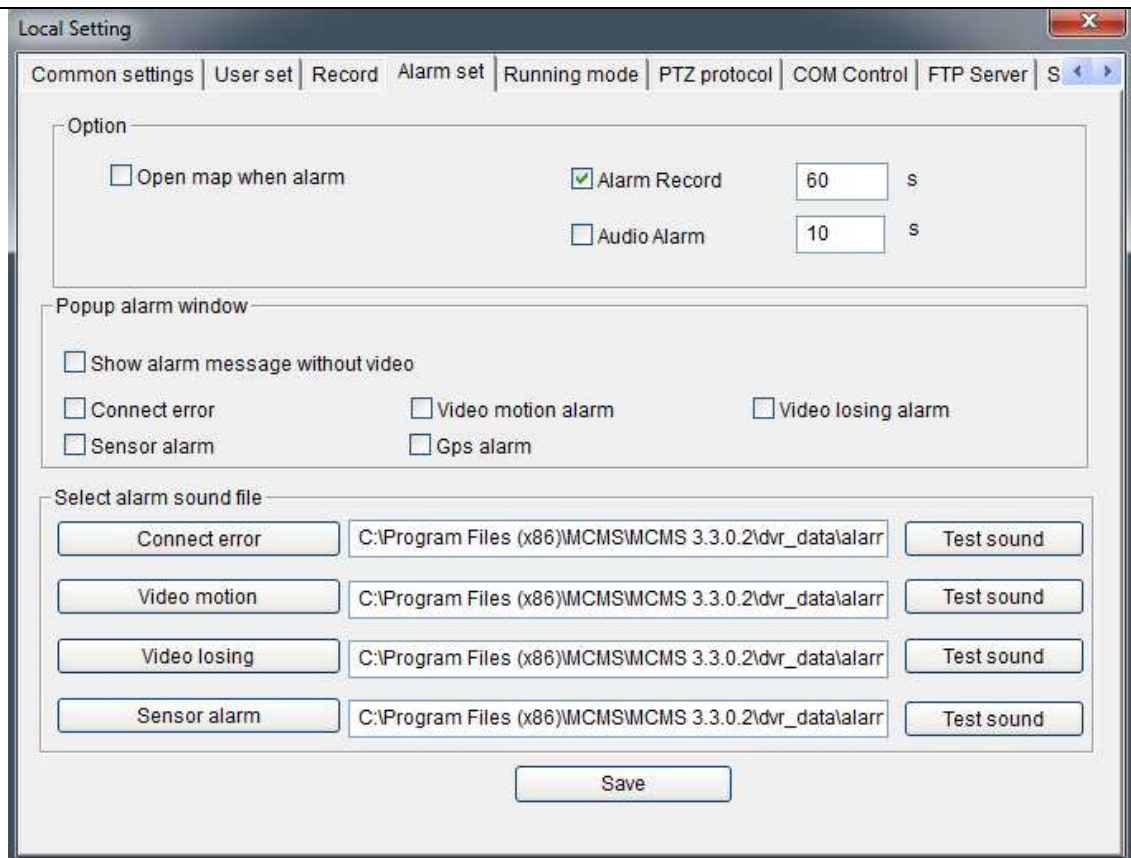 Local Setting
Common settings User set Record Alarm set Running mode PTZ protocol COM Control FTP Server S
Option
Open map when alarm Alarm Record 60 s
Audio Alarm 10 s
Popup alarm window
Show alarm message without video
Connect error Video motion alarm Video losing alarm
Sensor alarm Gps alarm
Select alarm sound file
Connect error C:\Program Files (x86)\MCMS\MCMS 3.3.0.2\dvr_data\alarr Test sound
Video motion C:\Program Files (x86)\MCMS\MCMS 3.3.0.2\dvr_data\alarr Test sound
Video losing C:\Program Files (x86)\MCMS\MCMS 3.3.0.2\dvr_data\alarr Test sound
Sensor alarm C:\Program Files (x86)\MCMS\MCMS 3.3.0.2\dvr_data\alarr Test sound
Save